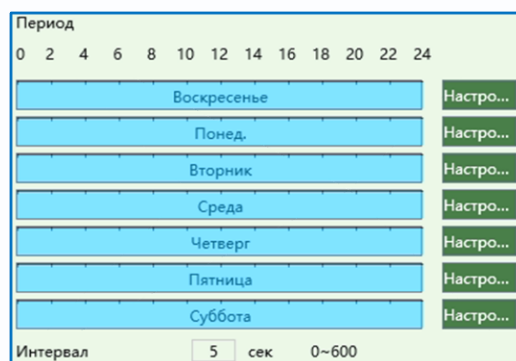 Период
0 2 4 6 8 10 12 14 16 18 20 22 24
Воскресенье Настро...
Понед. Настро...
Вторник Настро...
Среда Настро...
Четверг Настро...
Пятница Настро...
Суббота Настро...
Интервал 5 сек 0~600